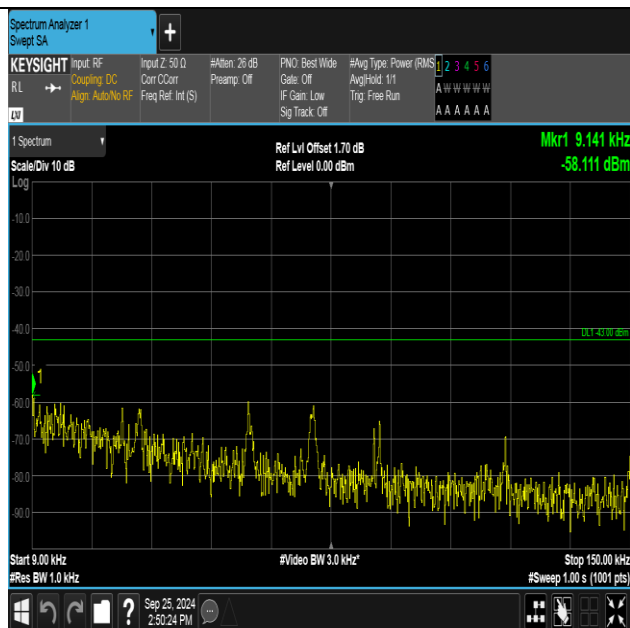 Spectrum Analyzer 1
Swept SA
+
KEYSIGHT
RL
LXI
Input: RF
Coupling: DC
Align: Auto/No RF
Input Z: 50 Ω
Corr CCorr
Freq Ref: Int (S)
#Atten: 26 dB
Preamp: Off
PNO: Best Wide
Gate: Off
IF Gain: Low
Sig Track: Off
#Avg Type: Power (RMS
Avg|Hold: 1/1
Trig: Free Run
1 2 3 4 5 6
A W W W W W
A A A A A A
1 Spectrum
Scale/Div 10 dB
Log
Ref Lvl Offset 1.70 dB
Ref Level 0.00 dBm
Mkr1 9.141 kHz
-58.111 dBm
-10.0
-20.0
-30.0
-40.0
DL1 -43.00 dBm
-50.0
1
-60.0
-70.0
-80.0
-90.0
Start 9.00 kHz
#Video BW 3.0 kHz*
Stop 150.00 kHz
#Res BW 1.0 kHz
#Sweep 1.00 s (1001 pts)
?
Sep 25, 2024
2:50:24 PM